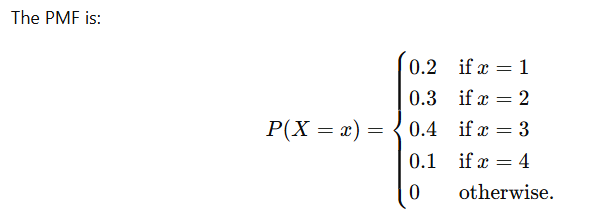 The PMF is:
0.2 if x = 1
0.3 if x = 2
P(X = x) = { 0.4 if x = 3
0.1 if x = 4
0 otherwise.